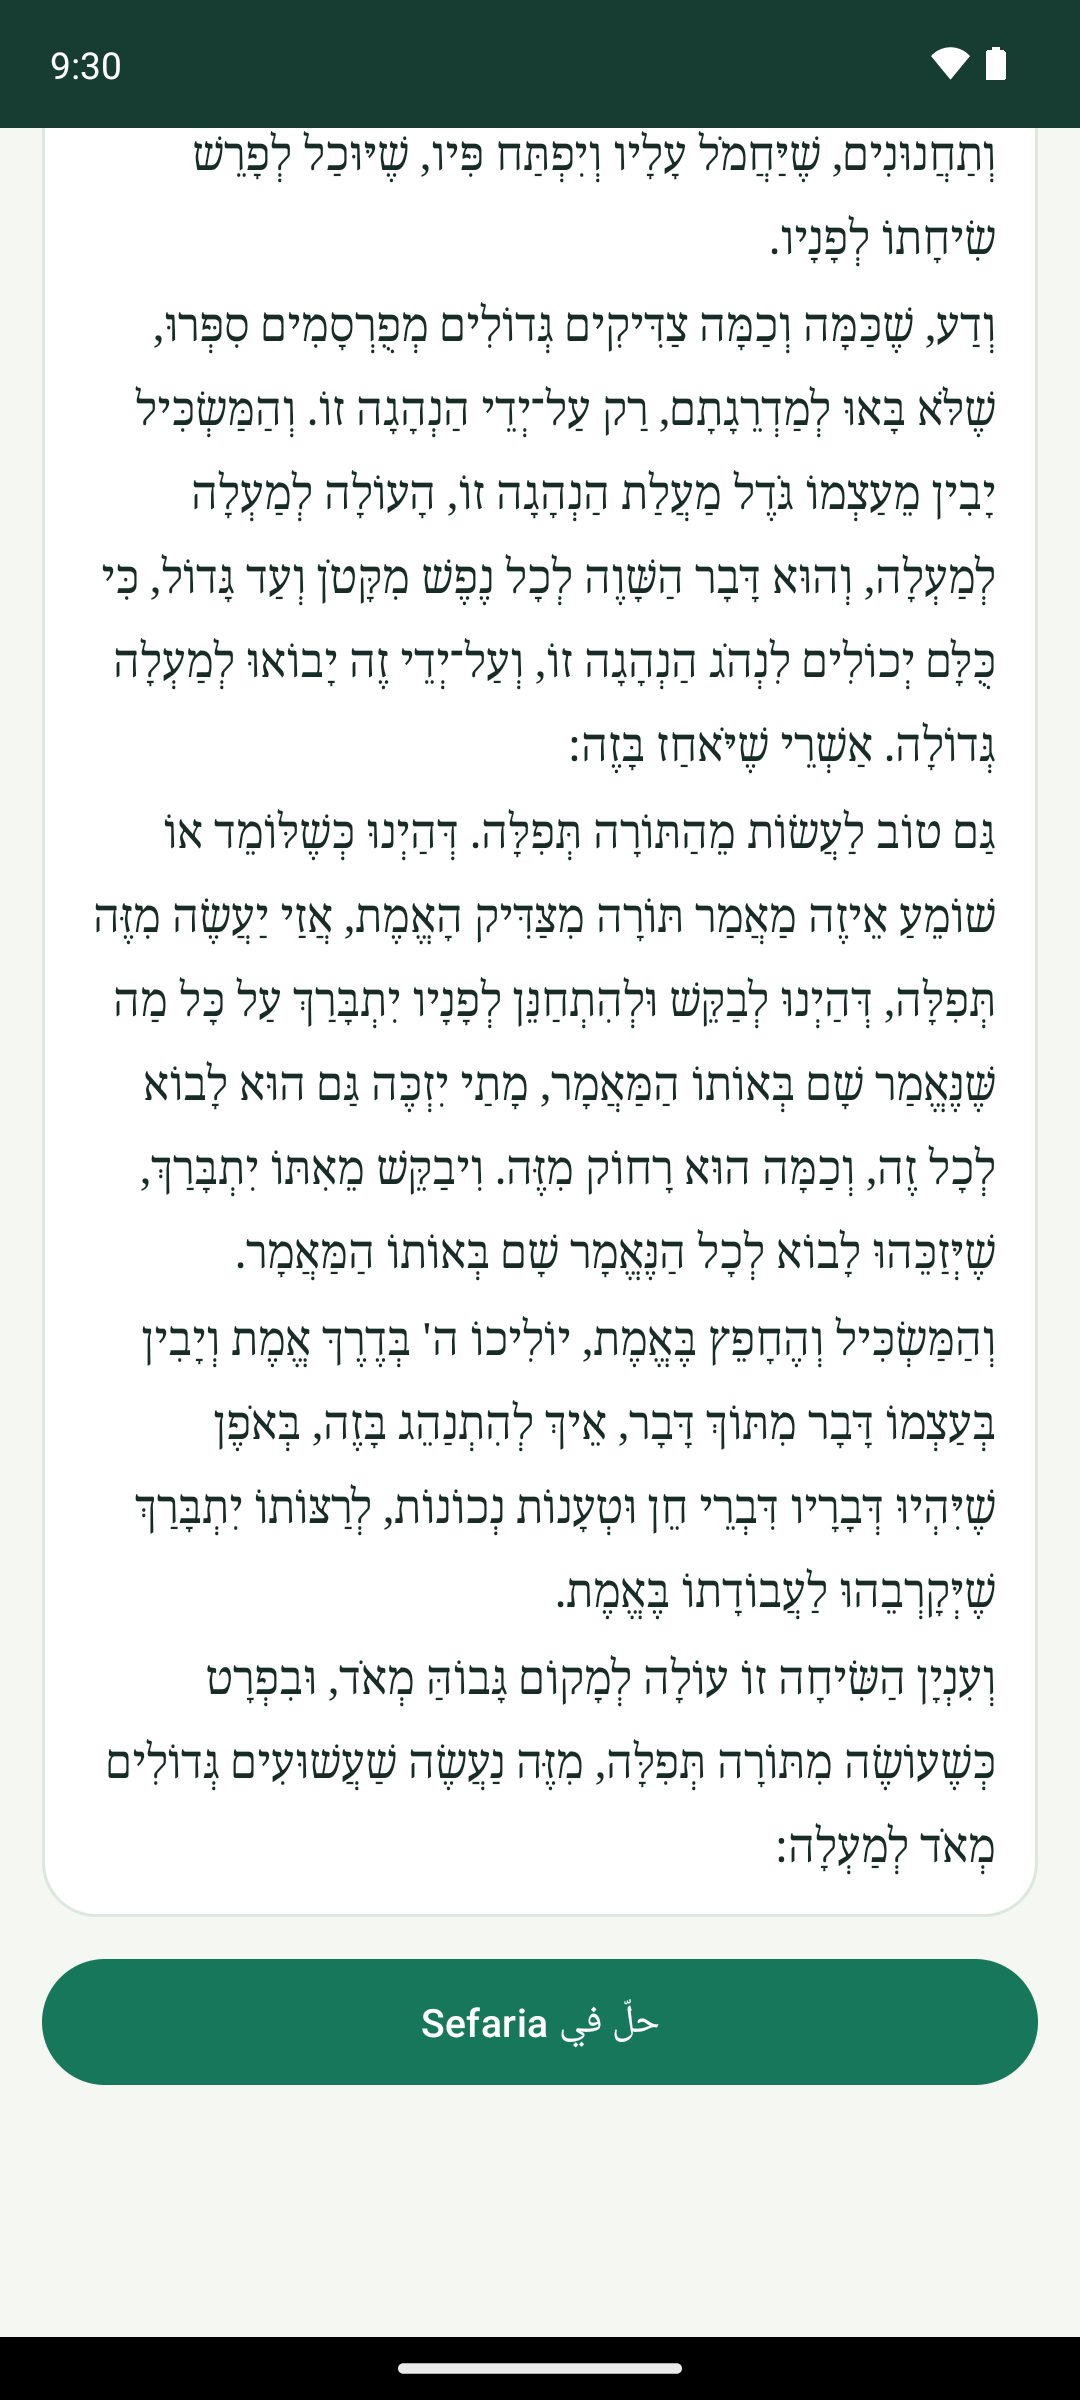 9:30
וְתַחֲנוּנִים, שֶׁיַּחֲמֹל עָלָיו וְיִפְתַּח פִּיו, שֶׁיּוּכַל לְפָרֵשׁ
שִׂיחָתוֹ לְפָנָיו.
וְדַע, שֶׁכַּמָּה וְכַמָּה צַדִּיקִים גְּדוֹלִים מְפֻרְסָמִים סִפְּרוּ,
שֶׁלֹּא בָּאוּ לְמַדְרֵגָתָם, רַק עַל־יְדֵי הַנְהָגָה זוֹ. וְהַמַּשְׂכִּיל
יָבִין מֵעַצְמוֹ גֹּדֶל מַעֲלַת הַנְהָגָה זוֹ, הָעוֹלָה לְמַעְלָה
לְמַעְלָה, וְהוּא דָּבָר הַשָּׁוֶה לְכָל נֶפֶשׁ מִקָּטֹן וְעַד גָּדוֹל, כִּי
כֻּלָּם יְכוֹלִים לִנְהֹג הַנְהָגָה זוֹ, וְעַל־יְדֵי זֶה יָבוֹאוּ לְמַעְלָה
גְּדוֹלָה. אַשְׁרֵי שֶׁיֹּאחַז בָּזֶה:
גַּם טוֹב לַעֲשׂוֹת מֵהַתּוֹרָה תְּפִלָּה. דְּהַיְנוּ כְּשֶׁלּוֹמֵד אוֹ
שׁוֹמֵעַ אֵיזֶה מַאֲמַר תּוֹרָה מִצַּדִּיק הָאֱמֶת, אֲזַי יַעֲשֶׂה מִזֶּה
תְּפִלָּה, דְּהַיְנוּ לְבַקֵּשׁ וּלְהִתְחַנֵּן לְפָנָיו יִתְבָּרַךְ עַל כָּל מַה
שֶּׁנֶּאֱמַר שָׁם בְּאוֹתוֹ הַמַּאֲמָר, מָתַי יִזְכֶּה גַּם הוּא לָבוֹא
לְכָל זֶה, וְכַמָּה הוּא רָחוֹק מִזֶּה. וִיבַקֵּשׁ מֵאִתּוֹ יִתְבָּרַךְ,
שֶׁיְּזַכֵּהוּ לָבוֹא לְכָל הַנֶּאֱמָר שָׁם בְּאוֹתוֹ הַמַּאֲמָר.
וְהַמַּשְׂכִּיל וְהֶחָפֵץ בֶּאֱמֶת, יוֹלִיכוֹ ה' בְּדֶרֶךְ אֱמֶת וְיָבִין
בְּעַצְמוֹ דָּבָר מִתּוֹךְ דָּבָר, אֵיךְ לְהִתְנַהֵג בָּזֶה, בְּאֹפֶן
שֶׁיִּהְיוּ דְּבָרָיו דִּבְרֵי חֵן וּטְעָנוֹת נְכוֹנוֹת, לְרַצּוֹתוֹ יִתְבָּרַךְ
שֶׁיְּקָרְבֵהוּ לַעֲבוֹדָתוֹ בֶּאֱמֶת.
וְעִנְיָן הַשִּׂיחָה זוֹ עוֹלָה לְמָקוֹם גָּבוֹהַּ מְאֹד, וּבִפְרָט
כְּשֶׁעוֹשֶׂה מִתּוֹרָה תְּפִלָּה, מִזֶּה נַעֲשֶׂה שַׁעֲשׁוּעִים גְּדוֹלִים
מְאֹד לְמַעְלָה:
حلّ في Sefaria